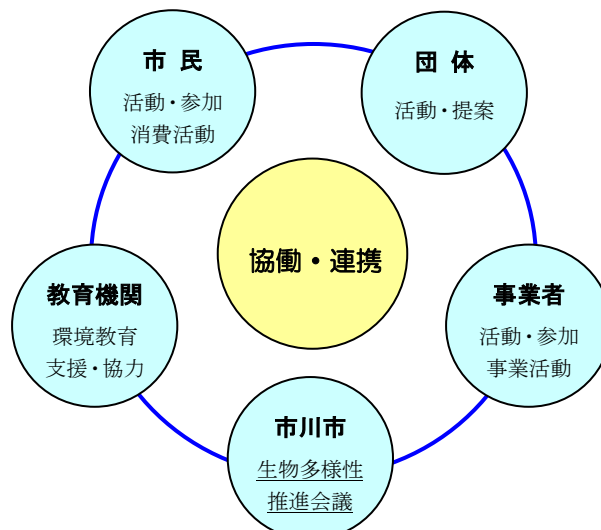 市 民
活動・参加
消費活動
団 体
活動・提案
協働・連携
教育機関
環境教育
支援・協力
事業者
活動・参加
事業活動
市川市
生物多様性
推進会議